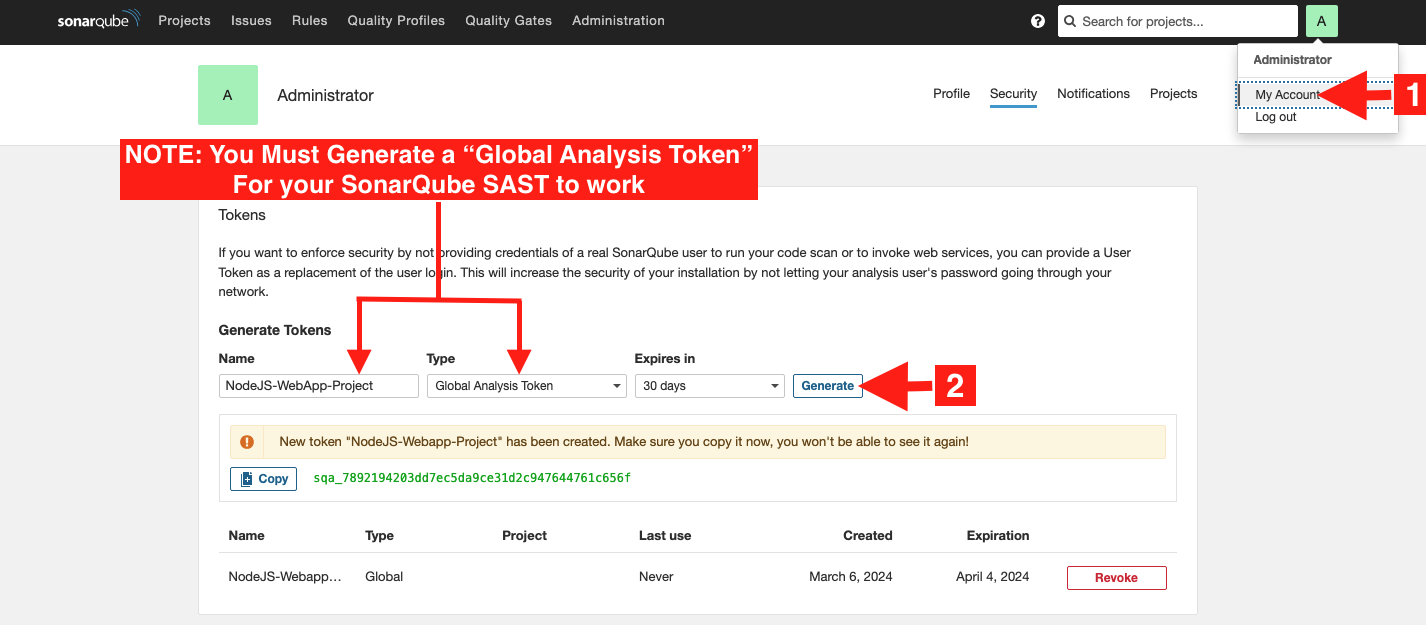 sonarqube Projects Issues Rules Quality Profiles Quality Gates Administration ? Search for projects... A
Administrator
My Account
1
Log out
A Administrator Profile Security Notifications Projects
NOTE: You Must Generate a “Global Analysis Token”
For your SonarQube SAST to work
Tokens
If you want to enforce security by not providing credentials of a real SonarQube user to run your code scan or to invoke web services, you can provide a User
Token as a replacement of the user login. This will increase the security of your installation by not letting your analysis user's password going through your
network.
Generate Tokens
Name Type Expires in
NodeJS-WebApp-Project Global Analysis Token 30 days Generate 2
! New token "NodeJS-Webapp-Project" has been created. Make sure you copy it now, you won't be able to see it again!
Copy sqa_7892194203dd7ec5da9ce31d2c947644761c656f
Name Type Project Last use Created Expiration
NodeJS-Webapp… Global Never March 6, 2024 April 4, 2024 Revoke